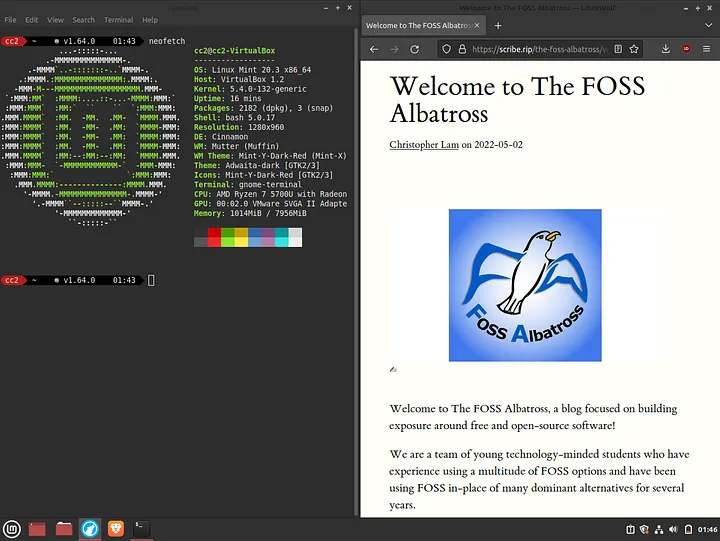 Terminal
File Edit View Search Terminal Help
cc2 ~ v1.64.0 01:43 neofetch
cc2@cc2-VirtualBox
------------------
OS: Linux Mint 20.3 x86_64
Host: VirtualBox 1.2
Kernel: 5.4.0-132-generic
Uptime: 16 mins
Packages: 2182 (dpkg), 3 (snap)
Shell: bash 5.0.17
Resolution: 1280x960
DE: Cinnamon
WM: Mutter (Muffin)
WM Theme: Mint-Y-Dark-Red (Mint-X)
Theme: Adwaita-dark [GTK2/3]
Icons: Mint-Y-Dark-Red [GTK2/3]
Terminal: gnome-terminal
CPU: AMD Ryzen 7 5700U with Radeon
GPU: 00:02.0 VMware SVGA II Adapte
Memory: 1014MiB / 7956MiB
cc2 ~ v1.64.0 01:43
Welcome to The FOSS Albatross — LibreWolf
Welcome to The FOSS Albatros
https://scribe.rip/the-foss-albatross/
Welcome to The FOSS
Albatross
Christopher Lam on 2022-05-02
FOSS Albatross
Welcome to The FOSS Albatross, a blog focused on building
exposure around free and open-source software!
We are a team of young technology-minded students who have
experience using a multitude of FOSS options and have been
using FOSS in-place of many dominant alternatives for several
years.
01:46